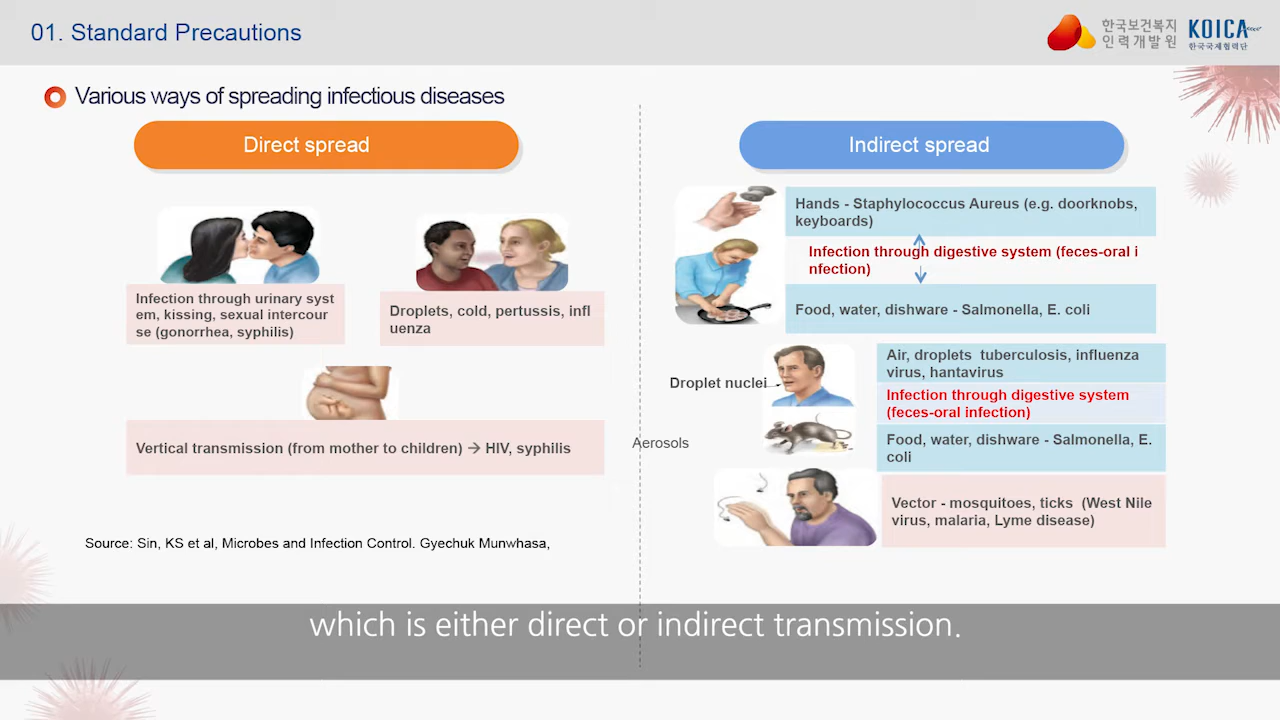 01. Standard Precautions
한국보건복지
인력개발원
KOICA
한국국제협력단
Various ways of spreading infectious diseases
Direct spread
Infection through urinary syst
em, kissing, sexual intercour
se (gonorrhea, syphilis)
Droplets, cold, pertussis, infl
uenza
Vertical transmission (from mother to children) → HIV, syphilis
Source: Sin, KS et al, Microbes and Infection Control. Gyechuk Munwhasa,
Indirect spread
Hands - Staphylococcus Aureus (e.g. doorknobs,
keyboards)
Infection through digestive system (feces-oral i
nfection)
Food, water, dishware - Salmonella, E. coli
Droplet nuclei
Air, droplets tuberculosis, influenza
virus, hantavirus
Infection through digestive system
(feces-oral infection)
Aerosols
Food, water, dishware - Salmonella, E.
coli
Vector - mosquitoes, ticks (West Nile
virus, malaria, Lyme disease)
which is either direct or indirect transmission.